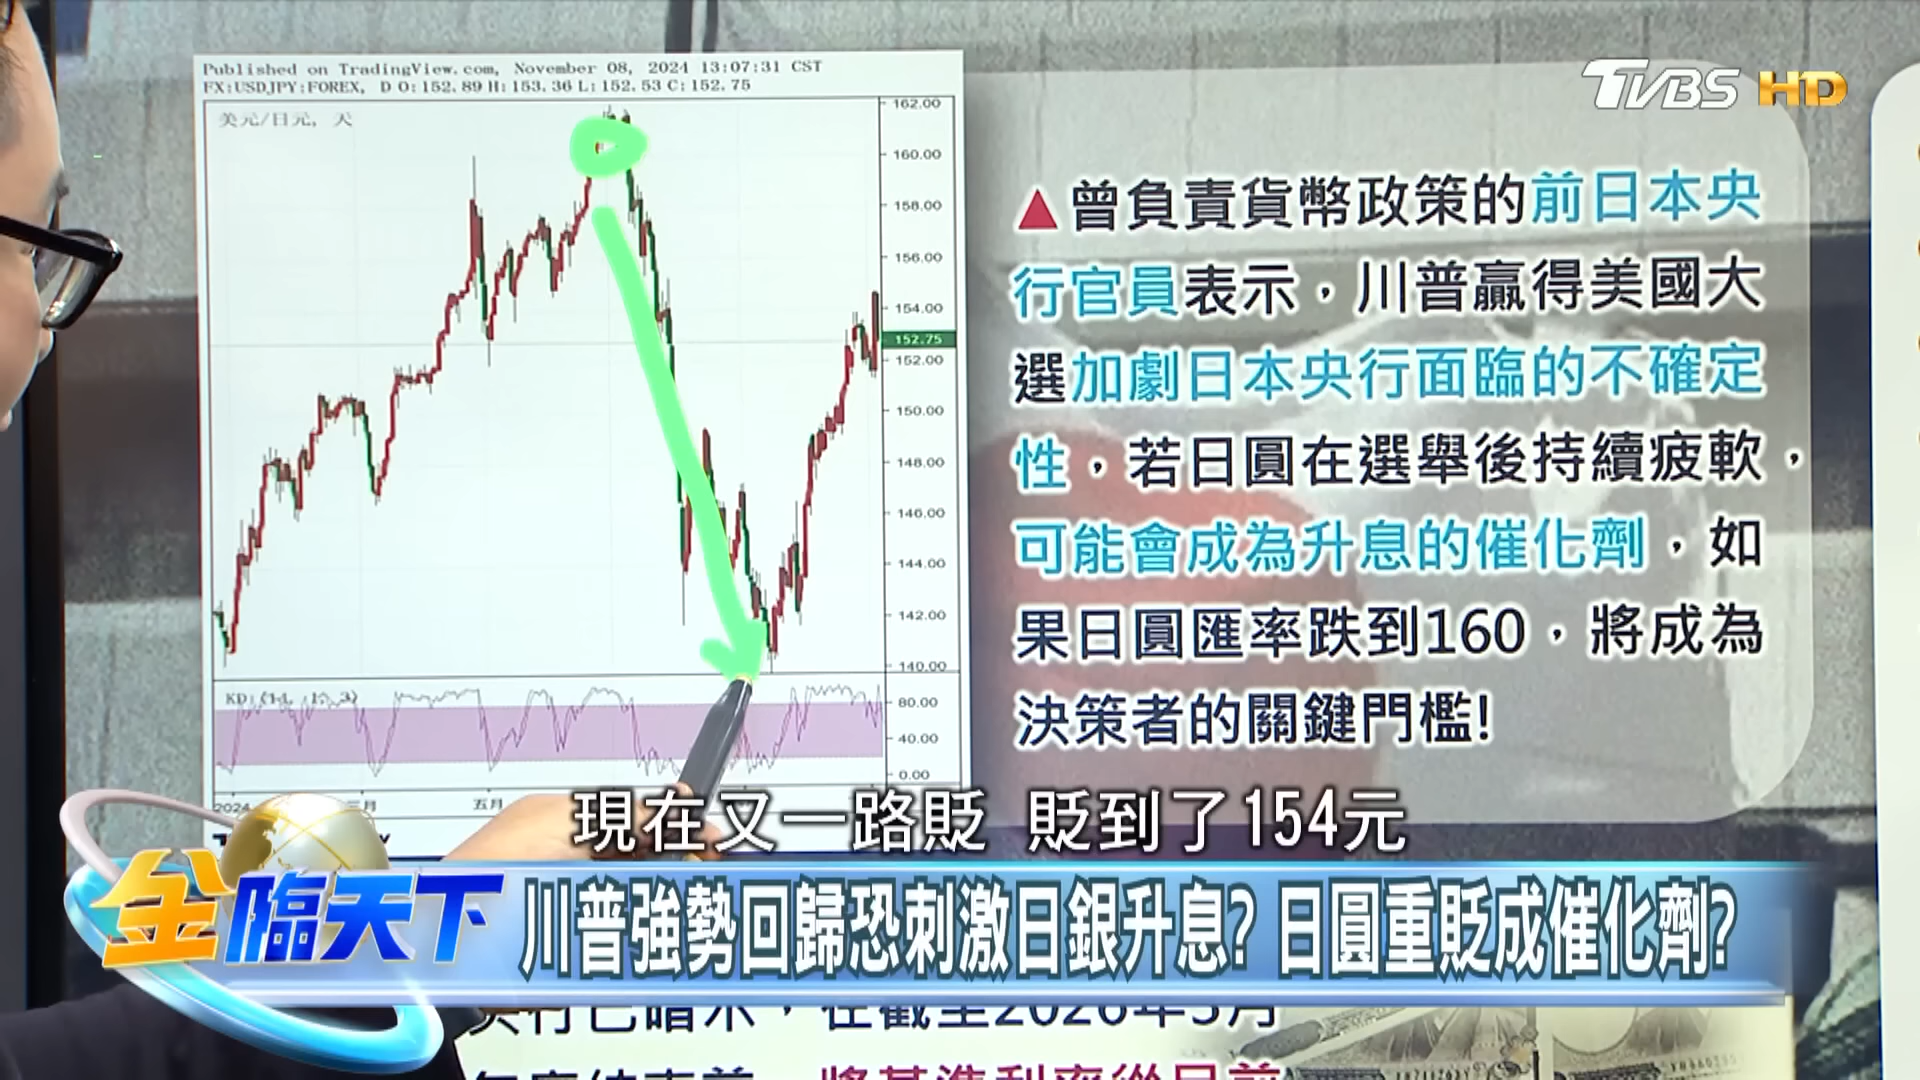 Published on TradingView.com, November 08, 2024 13:07:31 CST
FX:USDJPY:FOREX, D O:152.89 H:153.36 L:152.53 C:152.75
美元/日元, 天
162.00
160.00
158.00
156.00
154.00
152.75
152.00
150.00
148.00
146.00
144.00
142.00
140.00
80.00
40.00
0.00
2024
三月
五月
TVBS HD
▲曾負責貨幣政策的前日本央
行官員表示，川普贏得美國大
選加劇日本央行面臨的不確定
性，若日圓在選舉後持續疲軟，
可能會成為升息的催化劑，如
果日圓匯率跌到160，將成為
決策者的關鍵門檻!
現在又一路貶 貶到了154元
金臨天下
川普強勢回歸恐刺激日銀升息? 日圓重貶成催化劑?